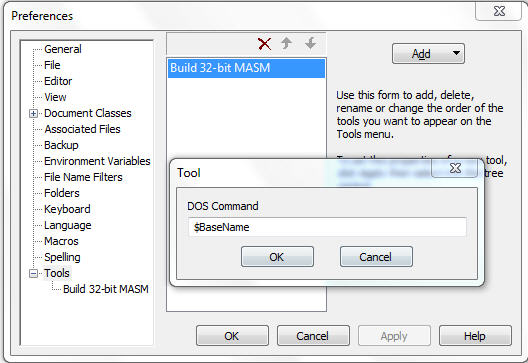 Preferences
General
File
Editor
View
Document Classes
Associated Files
Backup
Environment Variables
File Name Filters
Folders
Keyboard
Language
Macros
Spelling
Tools
Build 32-bit MASM
Build 32-bit MASM
Add
Use this form to add, delete,
rename or change the order of the
tools you want to appear on the
Tools menu.
tool,
tree
Tool
DOS Command
$BaseName
OK
Cancel
OK
Cancel
Apply
Help